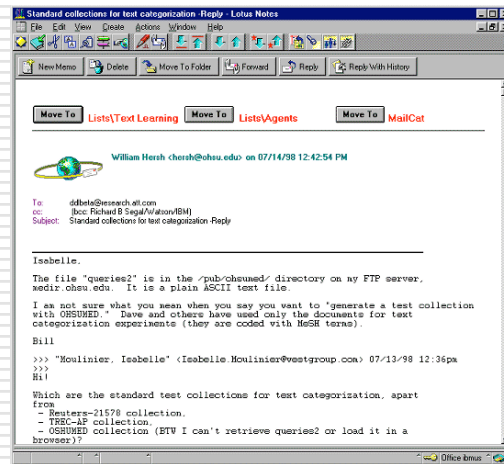 Standard collections for text categorization -Reply - Lotus Notes
File Edit View Create Actions Window Help
New Memo Delete Move To Folder Forward Reply Reply With History
Move To Lists\Text Learning Move To Lists\Agents Move To MailCat
William Hersh <hersh@ohsu.edu> on 07/14/98 12:42:54 PM
To: ddlbeta@research.att.com
cc: (bcc: Richard B Segal/Watson/IBM)
Subject: Standard collections for text categorization -Reply
Isabelle,
The file "queries2" is in the /pub/ohsumed/ directory on my FTP server,
medir.ohsu.edu. It is a plain ASCII text file.
I am not sure what you mean when you say you want to "generate a test collection
with OHSUMED." Dave and others have used only the documents for text
categorization experiments (they are coded with MeSH terms).
Bill
>>> "Moulinier, Isabelle" <Isabelle.Moulinier@westgroup.com> 07/13/98 12:36pm
>>>
Hi!
Which are the standard test collections for text categorization, apart
from
- Reuters-21578 collection,
- TREC-AP collection,
- OSHUMED collection (BTW I can't retrieve queries2 or load it in a
browser)?
Office ibmus